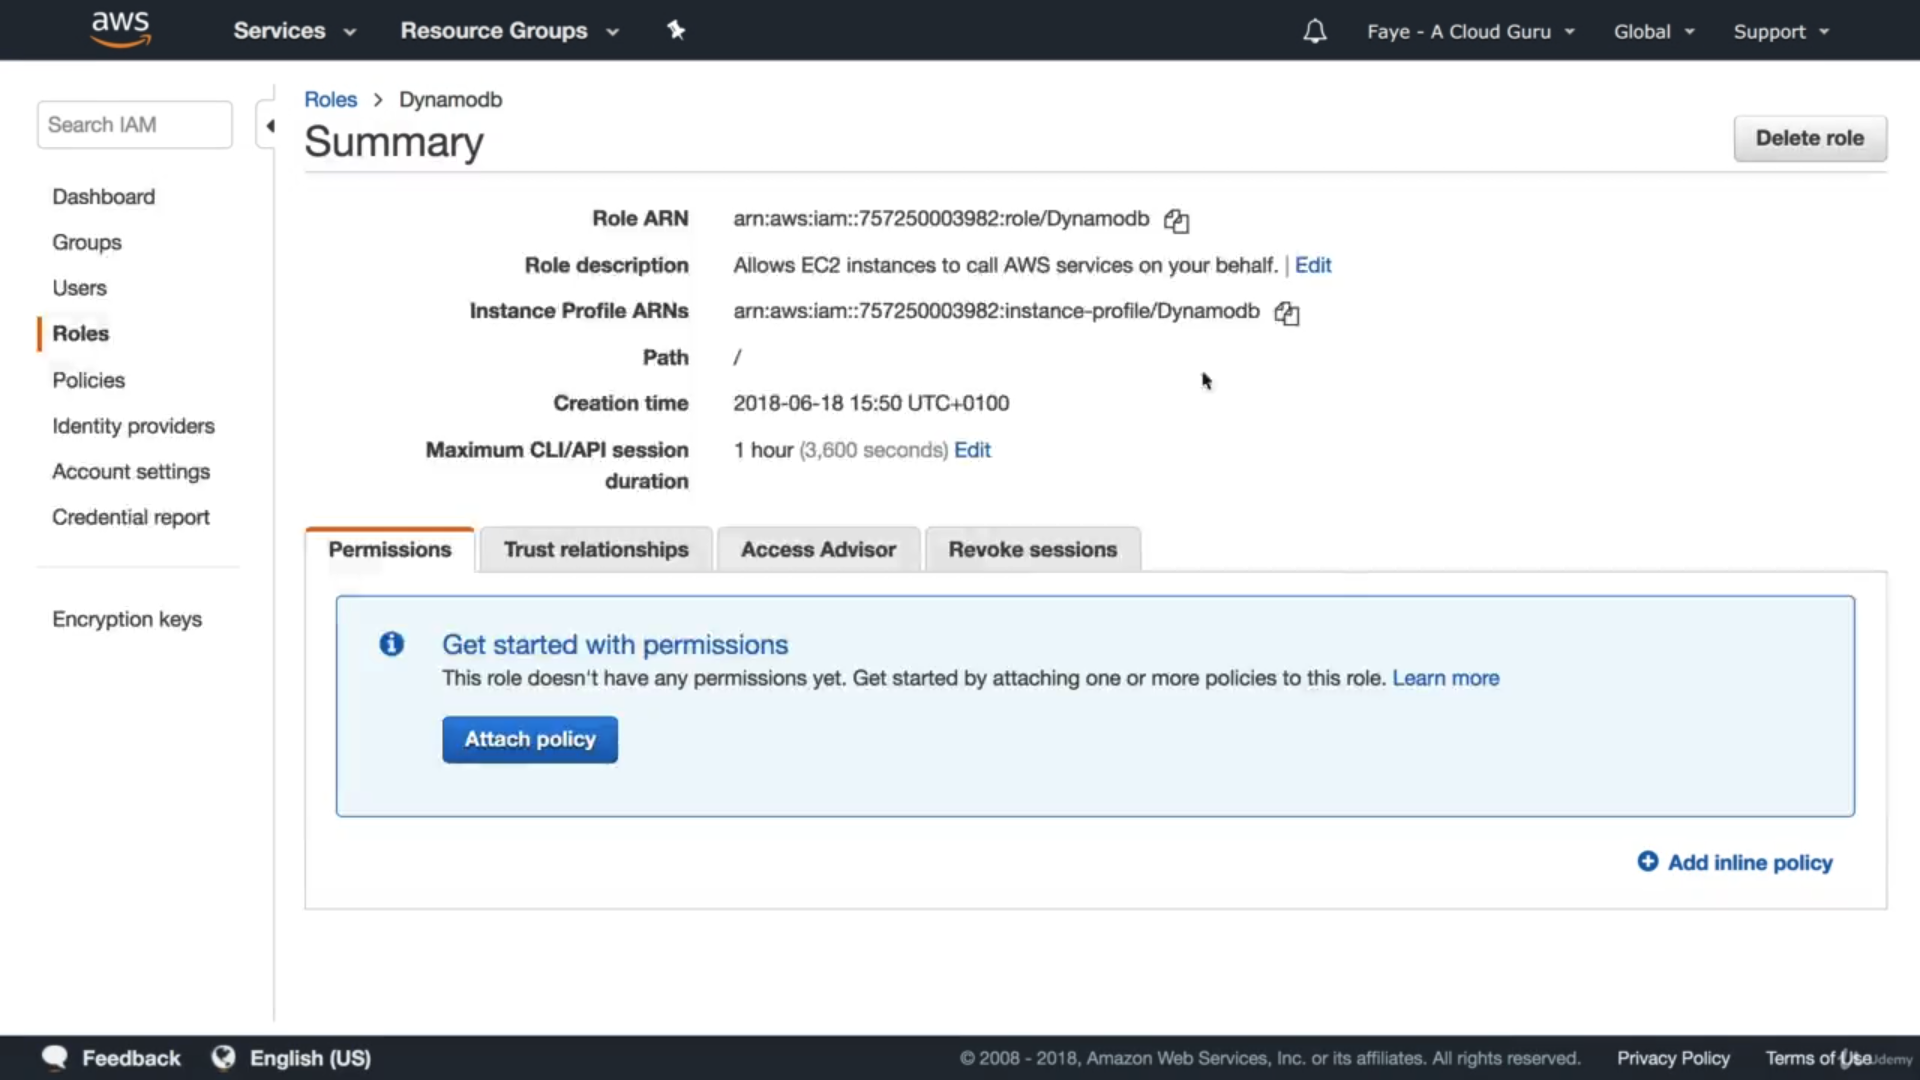 aws
Services
Resource Groups
Faye - A Cloud Guru
Global
Support
Search IAM
Dashboard
Groups
Users
Roles
Policies
Identity providers
Account settings
Credential report
Encryption keys
Roles > Dynamodb
Summary
Delete role
Role ARN arn:aws:iam::757250003982:role/Dynamodb
Role description Allows EC2 instances to call AWS services on your behalf. | Edit
Instance Profile ARNs arn:aws:iam::757250003982:instance-profile/Dynamodb
Path /
Creation time 2018-06-18 15:50 UTC+0100
Maximum CLI/API session 1 hour (3,600 seconds) Edit
duration
Permissions
Trust relationships
Access Advisor
Revoke sessions
Get started with permissions
This role doesn't have any permissions yet. Get started by attaching one or more policies to this role. Learn more
Attach policy
Add inline policy
Feedback
English (US)
© 2008 - 2018, Amazon Web Services, Inc. or its affiliates. All rights reserved.
Privacy Policy
Terms of Use